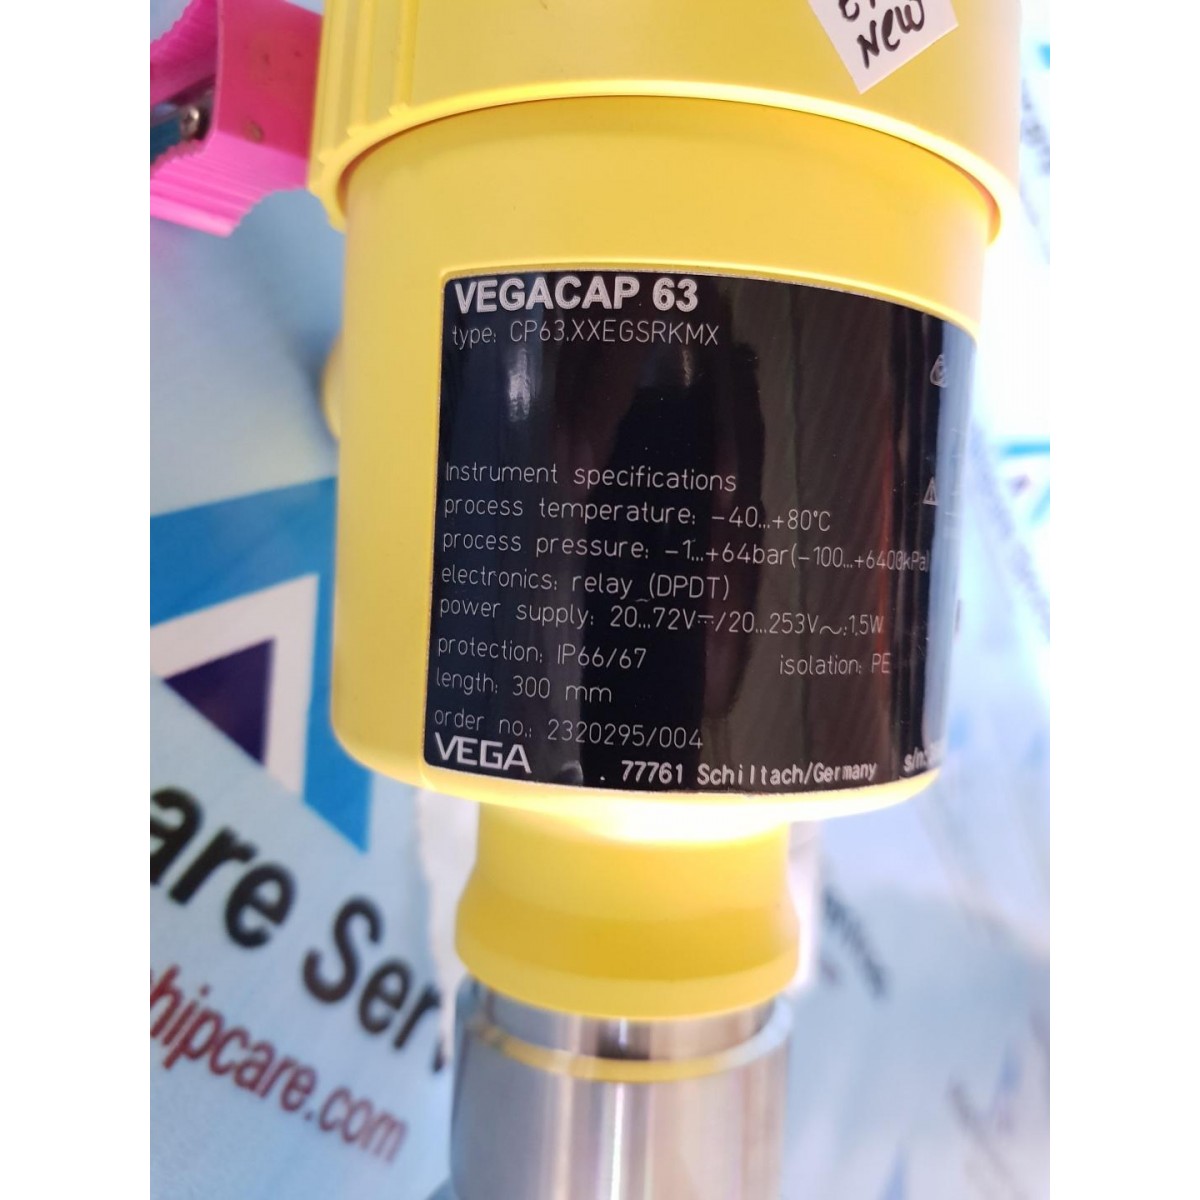 New
VEGACAP 63
type: CP63.XXEGSRKMX
Instrument specifications
process temperature: -40...+80°C
process pressure: -1...+64bar(-100...+6400kPa)
electronics: relay (DPDT)
power supply: 20...72V⎓/20...253V~:1.5W
protection: IP66/67 isolation: PE
length: 300 mm
order no.: 2320295/004
VEGA 77761 Schiltach/Germany s/n:
are Ser
hipcare.com